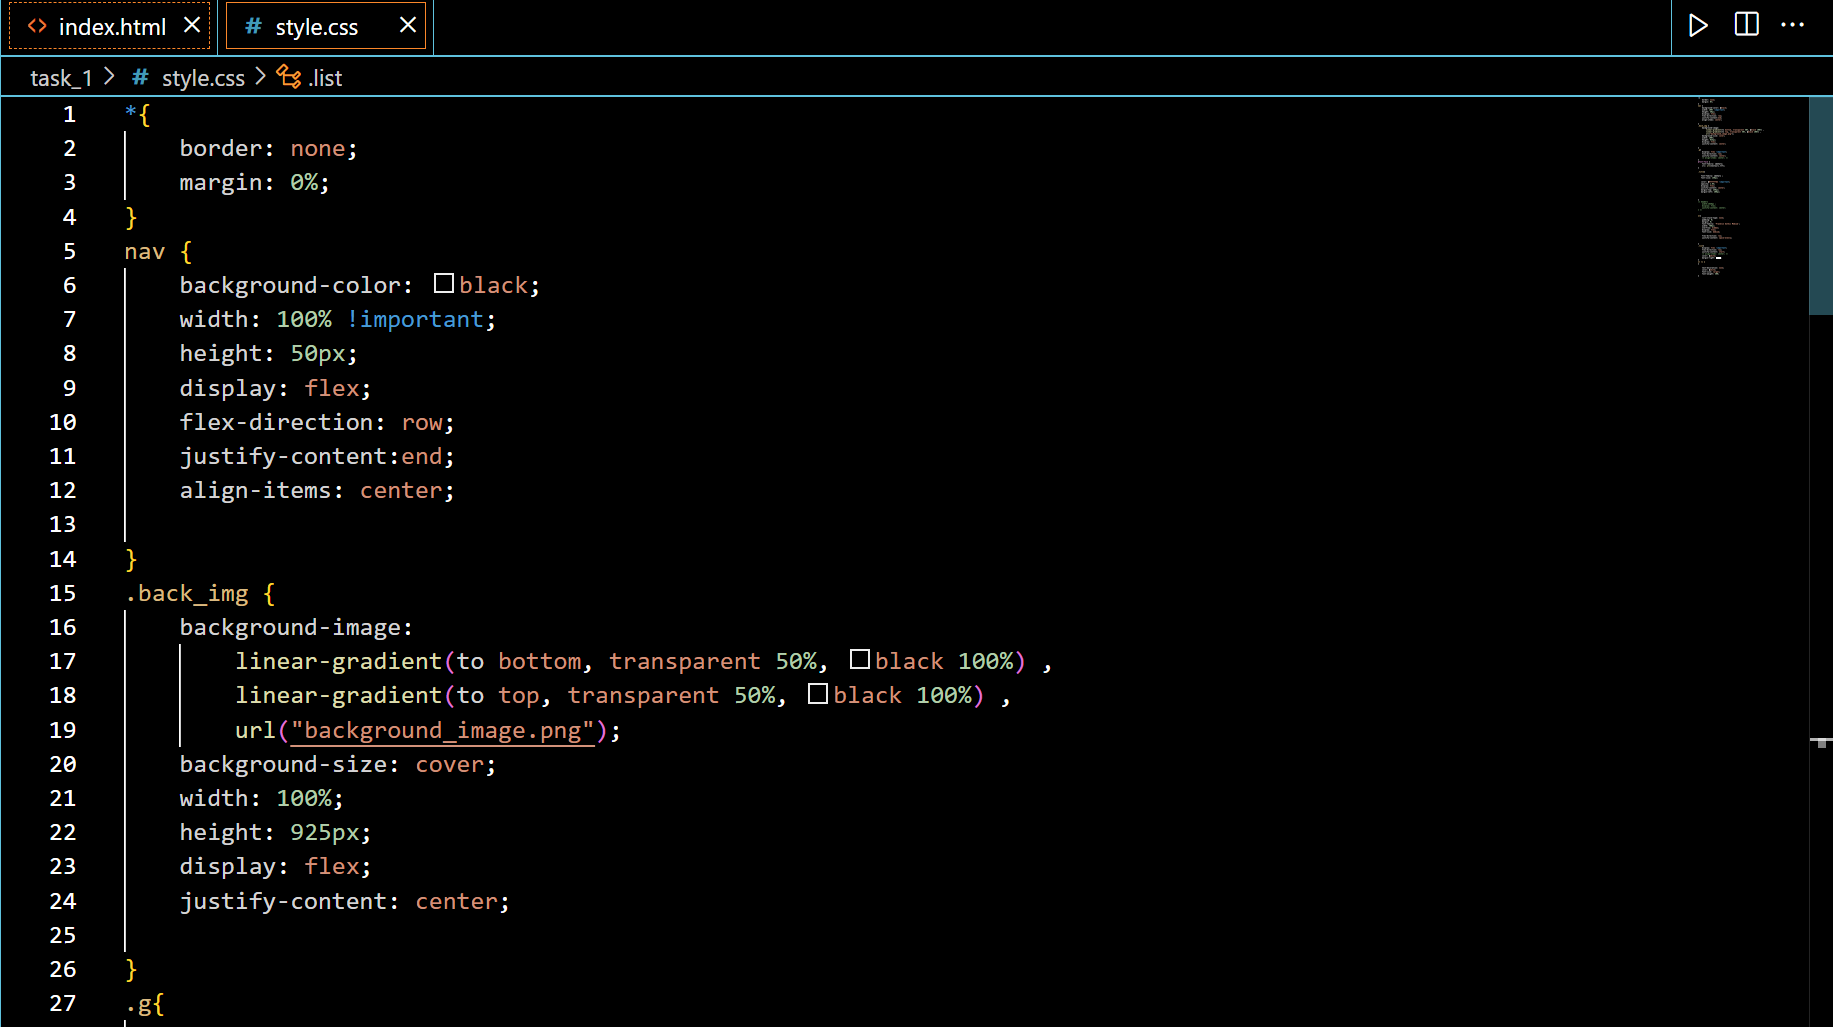 index.html
style.css
task_1 > # style.css > .list
1 *{
2 border: none;
3 margin: 0%;
4 }
5 nav {
6 background-color: black;
7 width: 100% !important;
8 height: 50px;
9 display: flex;
10 flex-direction: row;
11 justify-content:end;
12 align-items: center;
13
14 }
15 .back_img {
16 background-image:
17 linear-gradient(to bottom, transparent 50%, black 100%) ,
18 linear-gradient(to top, transparent 50%, black 100%) ,
19 url("background_image.png");
20 background-size: cover;
21 width: 100%;
22 height: 925px;
23 display: flex;
24 justify-content: center;
25
26 }
27 .g{